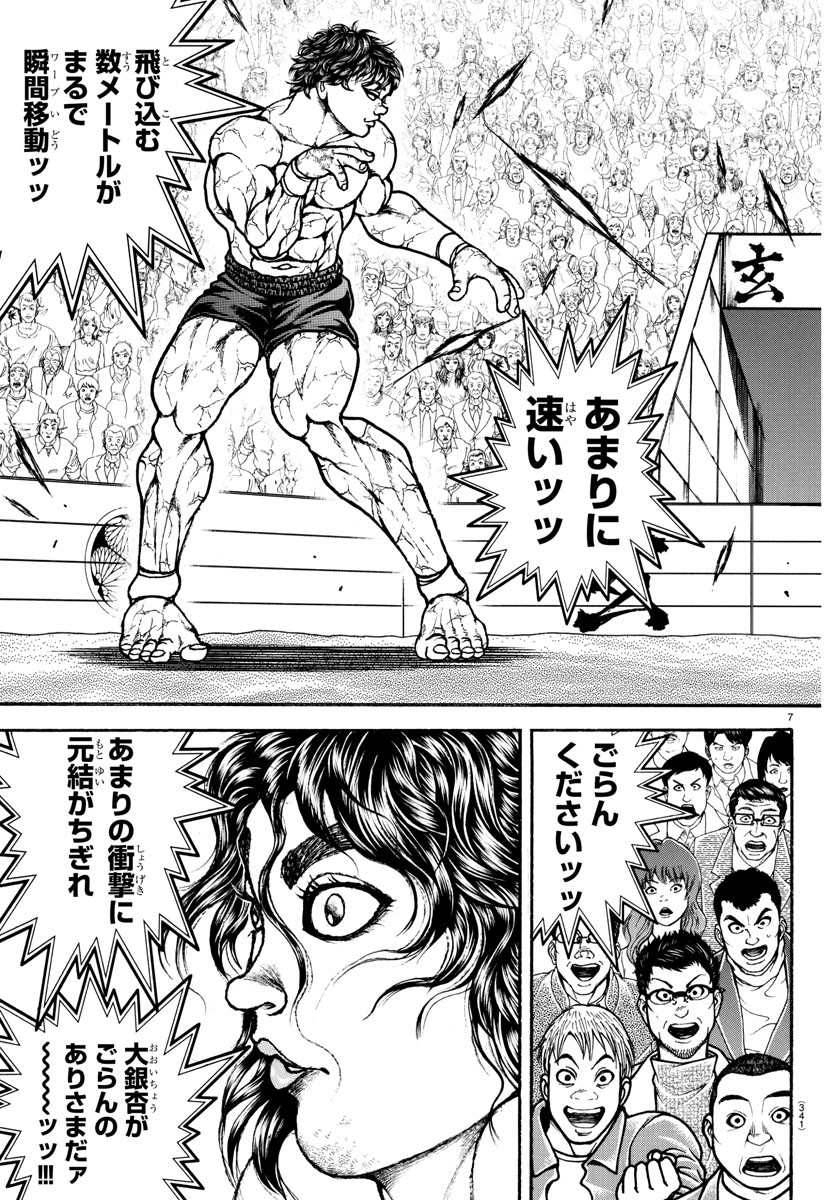 あまりに
速いッッ
飛び込む
数メートルが
まるで
瞬間移動ッッ
玄
7
ごらん
くださいッッ
あまりの衝撃に
元結がちぎれ
大銀杏が
ごらんの
ありさまだァ
〜〜〜〜ッッ!!!
(341)